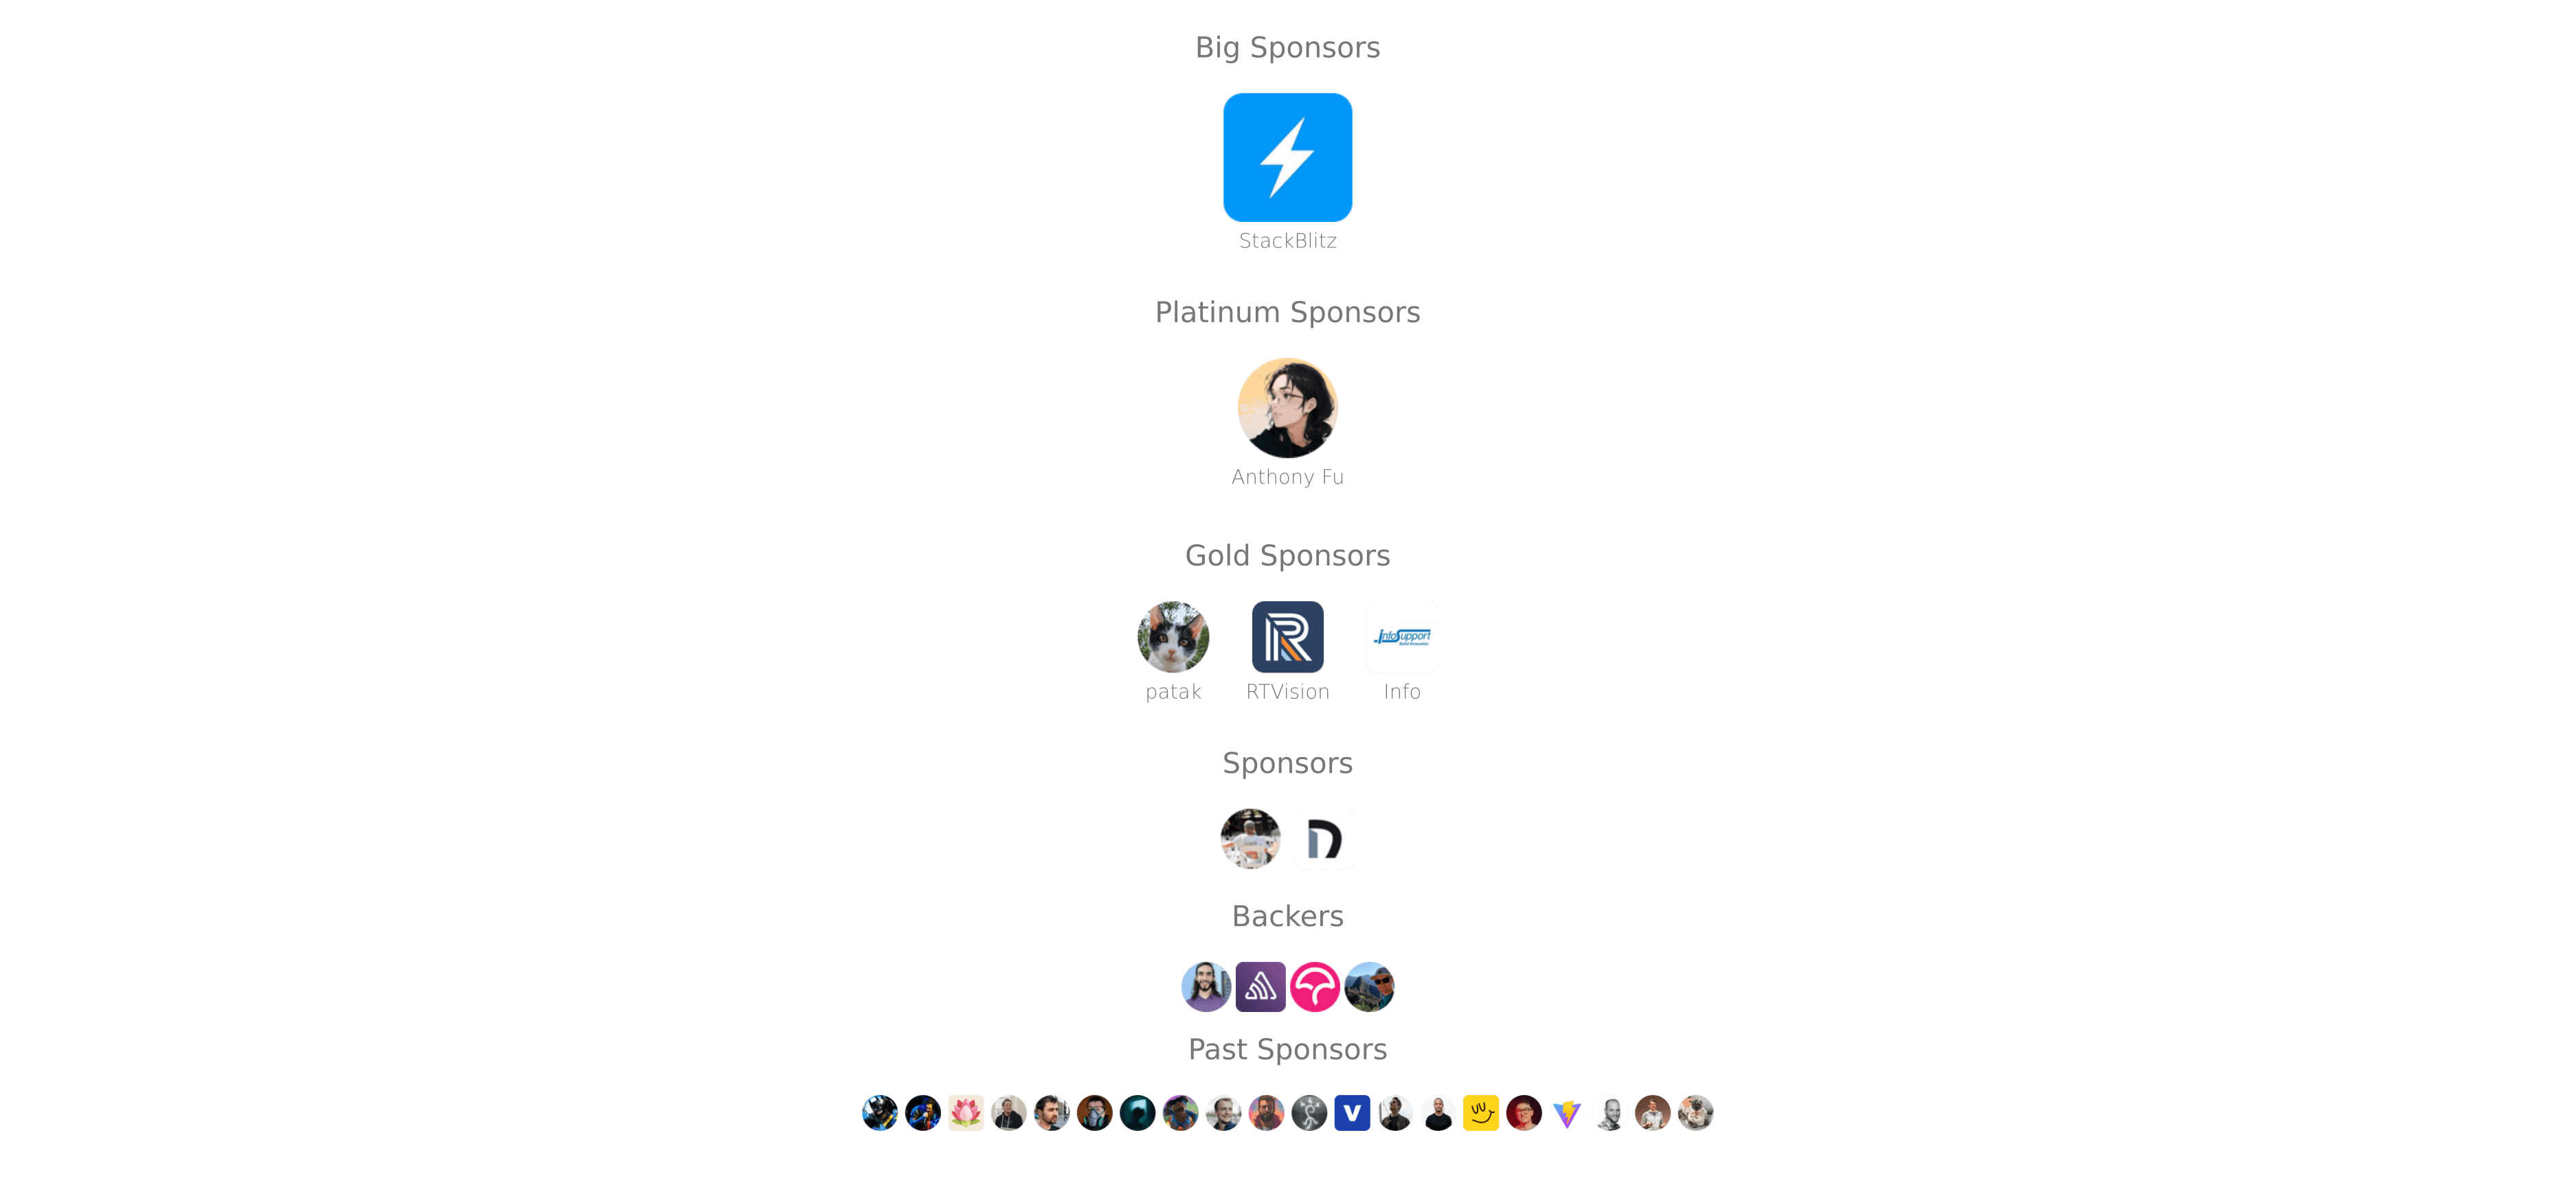 Big Sponsors
StackBlitz
Platinum Sponsors
Anthony Fu
Gold Sponsors
infoSupport
patak
RTVision
Info
Sponsors
Backers
Past Sponsors
V